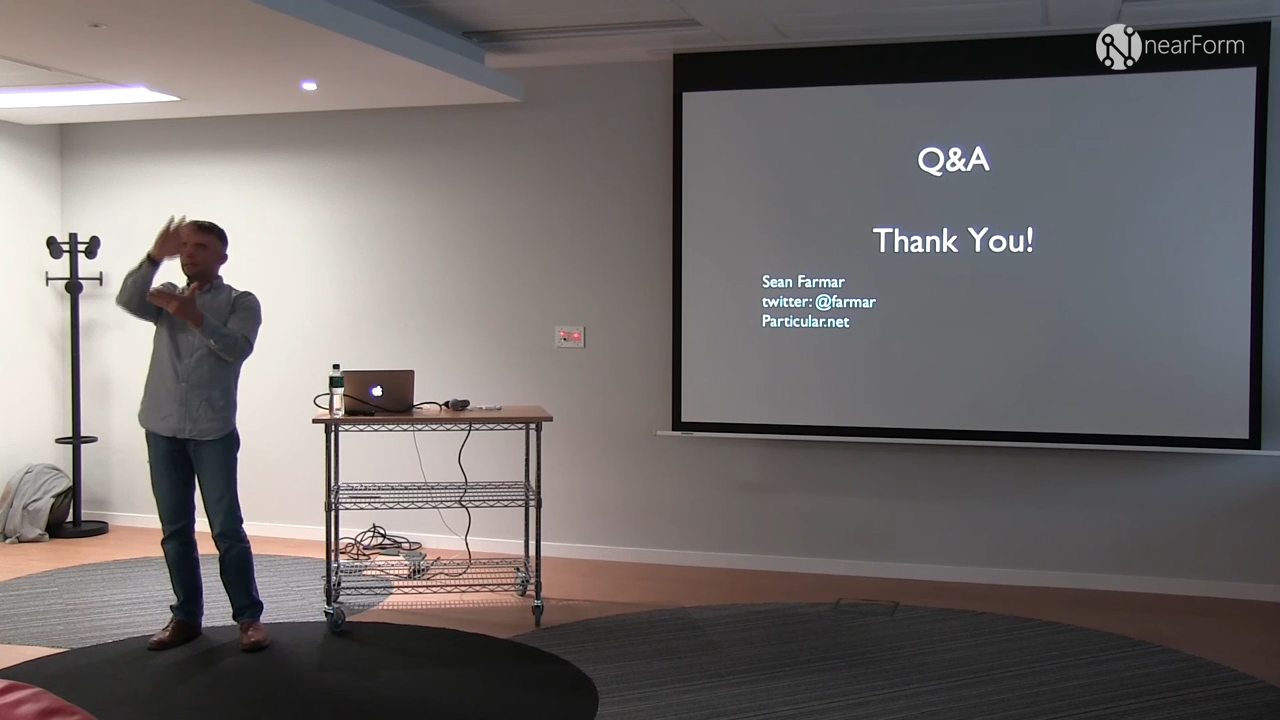 nearForm
Q&A
Thank You!
Sean Farmar
twitter: @farmar
Particular.net